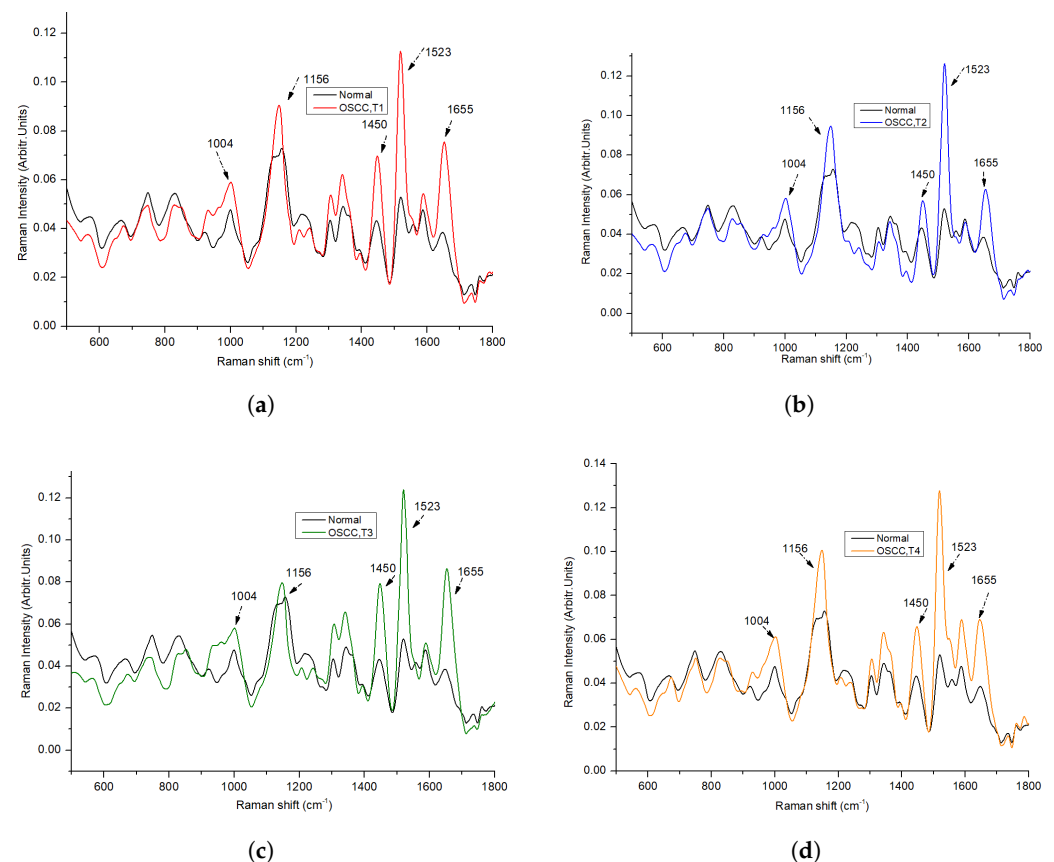 1523
1156
Normal
OSCC,T1
1450
1655
1004
Raman Intensity (Arbitr.Units)
0.12
0.10
0.08
0.06
0.04
0.02
0.00
600 800 1000 1200 1400 1600 1800
Raman shift (cm⁻¹)
(a)
1523
1156
Normal
OSCC,T2
1450
1655
1004
Raman Intensity (Arbitr.Units)
0.12
0.10
0.08
0.06
0.04
0.02
0.00
600 800 1000 1200 1400 1600 1800
Raman shift (cm⁻¹)
(b)
1523
Normal
OSCC,T3
1156
1450
1655
1004
Raman Intensity (Arbitr.Units)
0.12
0.10
0.08
0.06
0.04
0.02
0.00
600 800 1000 1200 1400 1600 1800
Raman shift (cm⁻¹)
(c)
Normal
OSCC,T4
1156
1523
1450
1655
1004
Raman Intensity (Arbitr.Units)
0.14
0.12
0.10
0.08
0.06
0.04
0.02
0.00
600 800 1000 1200 1400 1600 1800
Raman shift (cm⁻¹)
(d)